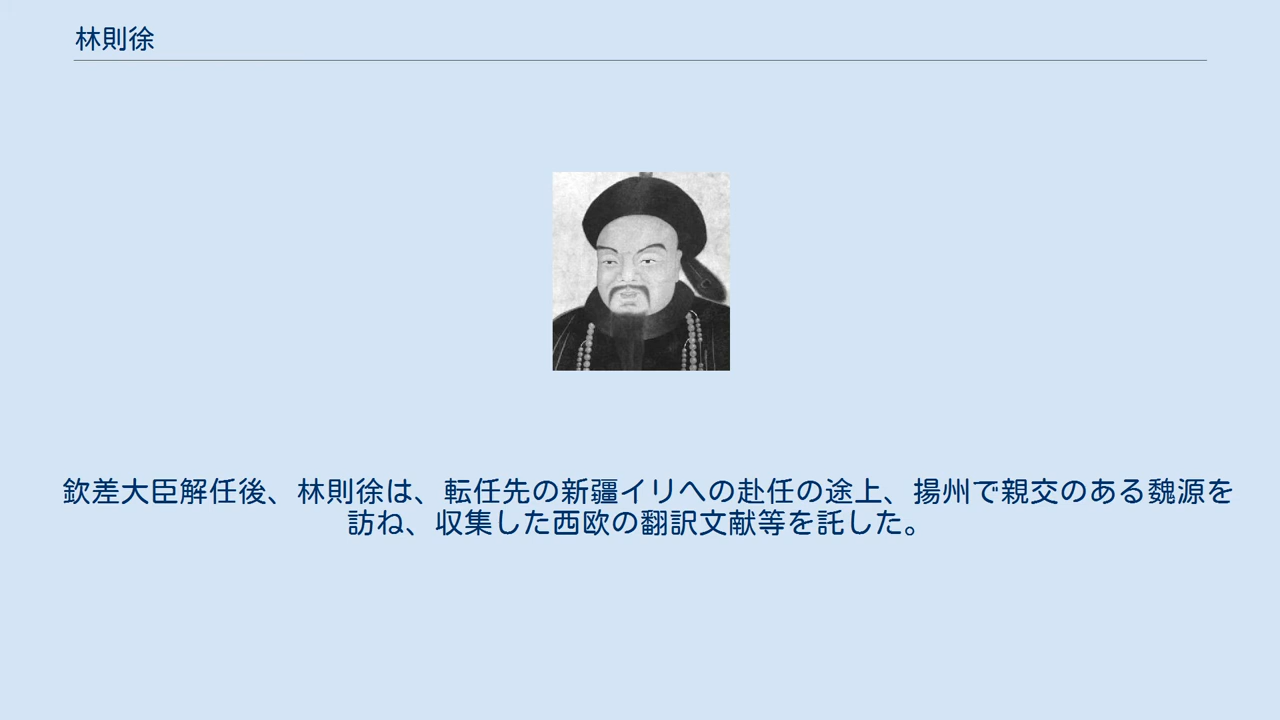 林則徐
欽差大臣解任後、林則徐は、転任先の新疆イリへの赴任の途上、揚州で親交のある魏源を
訪ね、収集した西欧の翻訳文献等を託した。